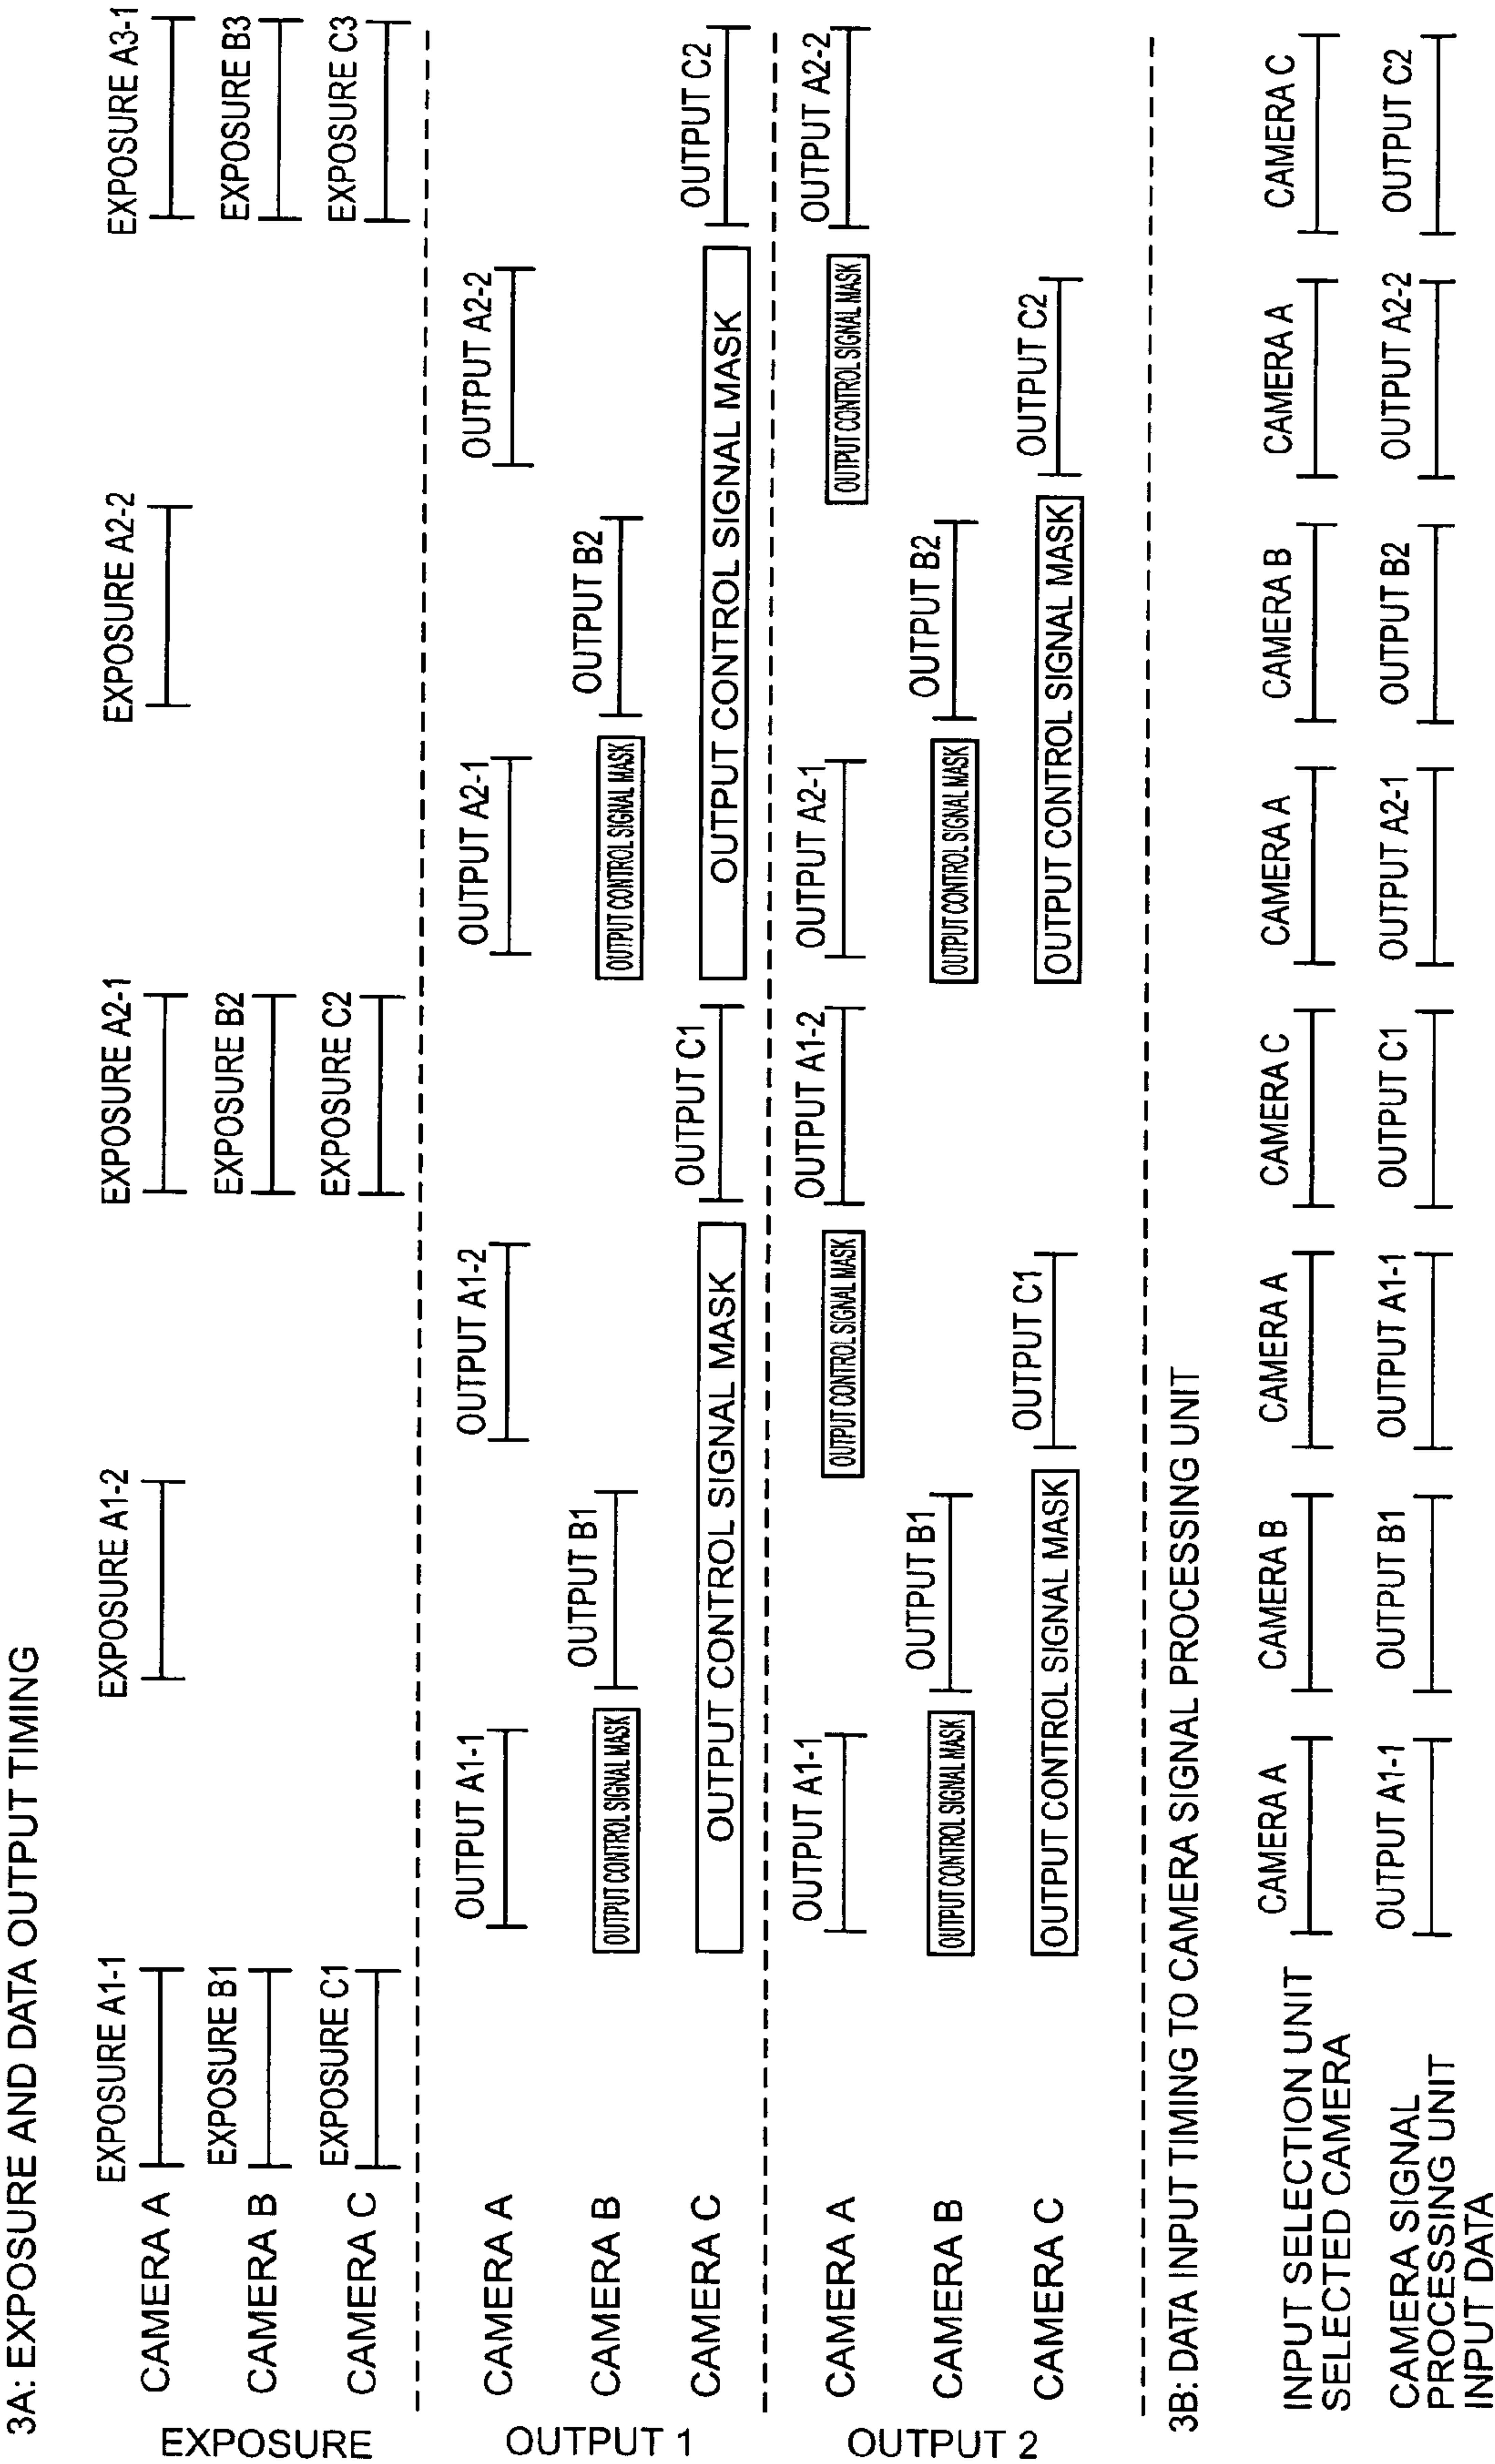 3A: EXPOSURE AND DATA OUTPUT TIMING
EXPOSURE
CAMERA A
EXPOSURE A1-1
EXPOSURE A1-2
EXPOSURE A2-1
EXPOSURE A2-2
EXPOSURE A3-1
CAMERA B
EXPOSURE B1
EXPOSURE B2
EXPOSURE B3
CAMERA C
EXPOSURE C1
EXPOSURE C2
EXPOSURE C3
OUTPUT 1
CAMERA A
OUTPUT A1-1
OUTPUT A1-2
OUTPUT A2-1
OUTPUT A2-2
CAMERA B
OUTPUT CONTROL SIGNAL MASK
OUTPUT B1
OUTPUT CONTROL SIGNAL MASK
OUTPUT B2
CAMERA C
OUTPUT CONTROL SIGNAL MASK
OUTPUT C1
OUTPUT CONTROL SIGNAL MASK
OUTPUT C2
OUTPUT 2
CAMERA A
OUTPUT A1-1
OUTPUT CONTROL SIGNAL MASK
OUTPUT A1-2
OUTPUT A2-1
OUTPUT CONTROL SIGNAL MASK
OUTPUT A2-2
CAMERA B
OUTPUT CONTROL SIGNAL MASK
OUTPUT B1
OUTPUT CONTROL SIGNAL MASK
OUTPUT B2
CAMERA C
OUTPUT CONTROL SIGNAL MASK
OUTPUT C1
OUTPUT CONTROL SIGNAL MASK
OUTPUT C2
3B: DATA INPUT TIMING TO CAMERA SIGNAL PROCESSING UNIT
INPUT SELECTION UNIT
SELECTED CAMERA
CAMERA A
CAMERA B
CAMERA A
CAMERA C
CAMERA A
CAMERA B
CAMERA A
CAMERA C
CAMERA SIGNAL
PROCESSING UNIT
INPUT DATA
OUTPUT A1-1
OUTPUT B1
OUTPUT A1-1
OUTPUT C1
OUTPUT A2-1
OUTPUT B2
OUTPUT A2-2
OUTPUT C2